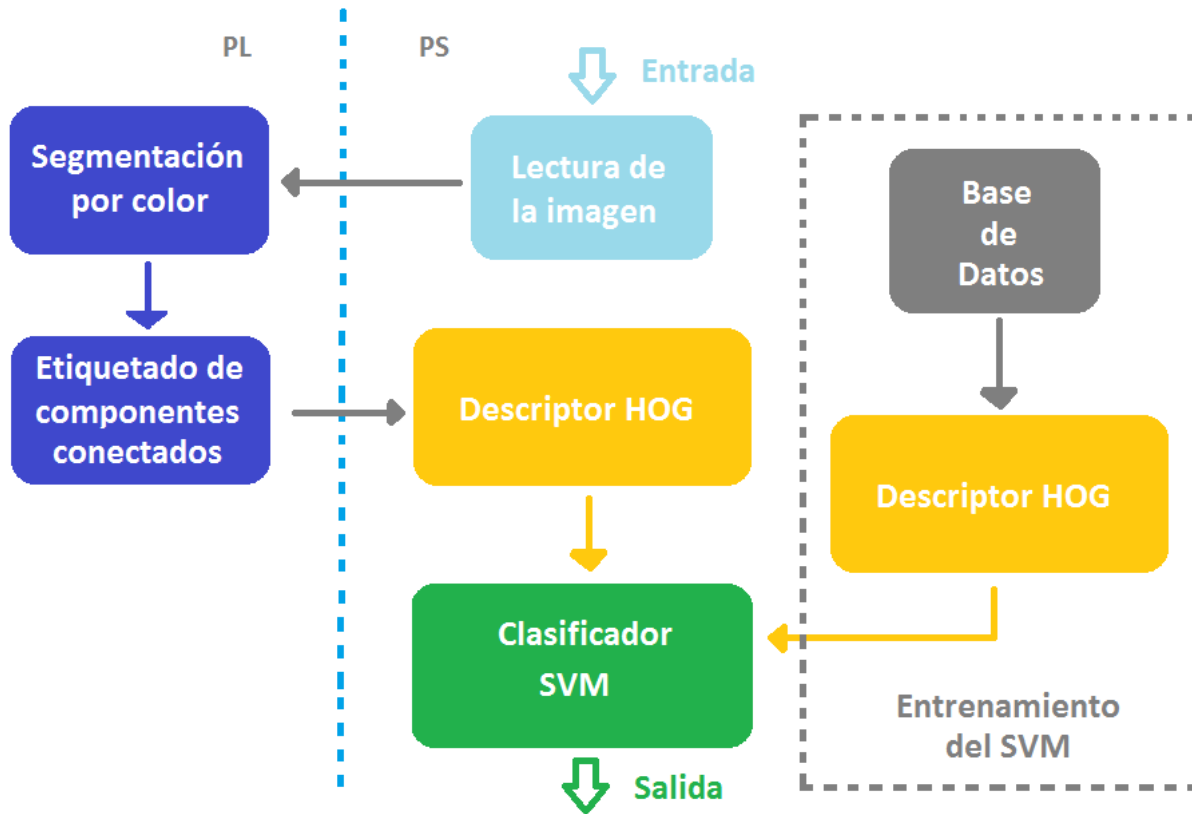 PL
PS
Entrada
Segmentación
por color
Lectura de
la imagen
Base
de
Datos
Etiquetado de
componentes
conectados
Descriptor HOG
Descriptor HOG
Clasificador
SVM
Entrenamiento
del SVM
Salida